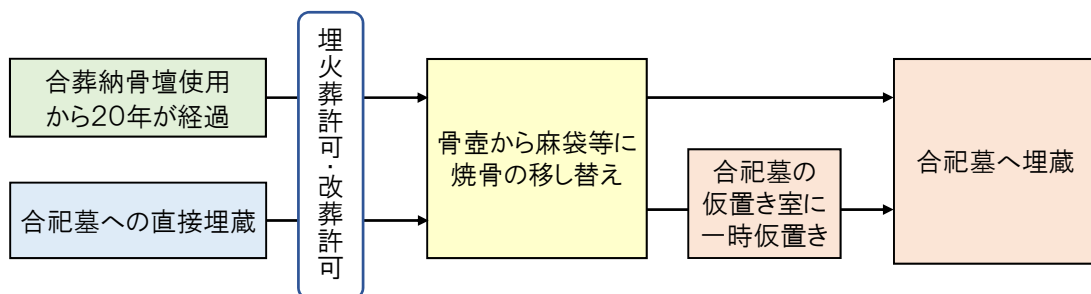 合葬納骨壇使用
から20年が経過
合祀墓への直接埋蔵
埋火葬許可・改葬許可
骨壺から麻袋等に
焼骨の移し替え
合祀墓の
仮置き室に
一時仮置き
合祀墓へ埋蔵